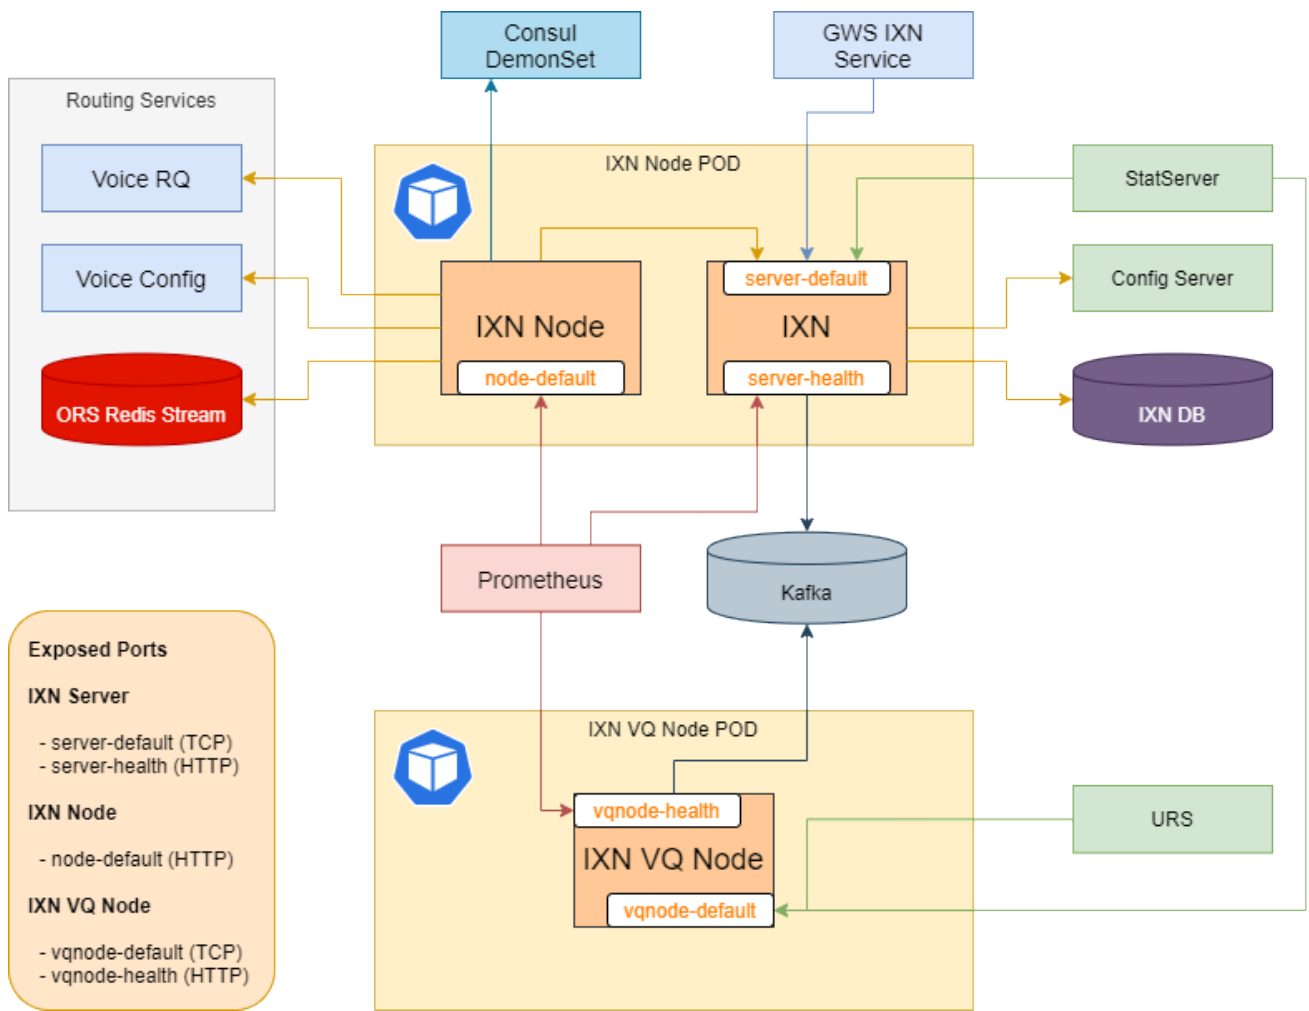 Consul
DemonSet
GWS IXN
Service
Routing Services
Voice RQ
Voice Config
ORS Redis Stream
IXN Node POD
IXN Node
node-default
server-default
IXN
server-health
StatServer
Config Server
IXN DB
Prometheus
Kafka
Exposed Ports
IXN Server
- server-default (TCP)
- server-health (HTTP)
IXN Node
- node-default (HTTP)
IXN VQ Node
- vqnode-default (TCP)
- vqnode-health (HTTP)
IXN VQ Node POD
vqnode-health
IXN VQ Node
vqnode-default
URS